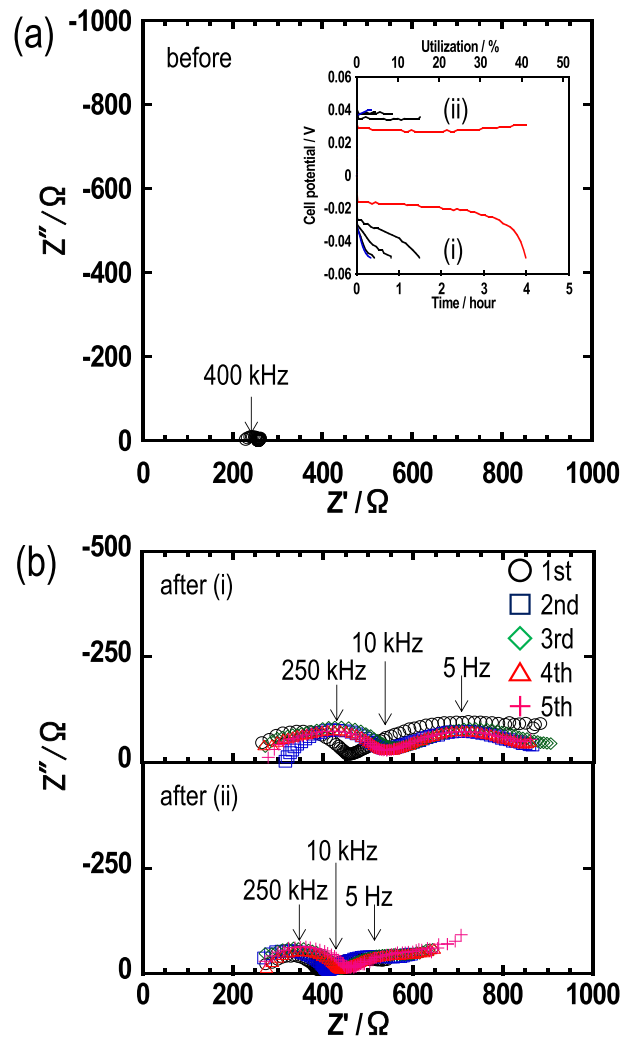 (a)
before
-1000
-800
-600
-400
-200
0
Z″/Ω
0 200 400 600 800 1000
Z'/Ω
400 kHz
Utilization / %
0 10 20 30 40 50
0.06
0.04
0.02
0
-0.02
-0.04
-0.06
Cell potential / V
(ii)
(i)
0 1 2 3 4 5
Time / hour
(b)
after (i)
-500
-250
0
250 kHz
10 kHz
5 Hz
1st
2nd
3rd
4th
5th
Z″/Ω
after (ii)
-250
0
250 kHz
10 kHz
5 Hz
0 200 400 600 800 1000
Z'/Ω